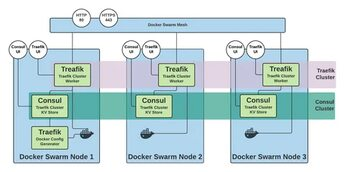 HTTP
80
HTTPS
443
Docker Swarm Mesh
Consul
UI
Traefik
UI
Consul
UI
Traefik
UI
Consul
UI
Traefik
UI
Treafik
Traefik Cluster
Worker
Treafik
Traefik Cluster
Worker
Treafik
Traefik Cluster
Worker
Traefik
Cluster
Consul
Traefik Cluster
KV Store
Consul
Traefik Cluster
KV Store
Consul
Traefik Cluster
KV Store
Consul
Cluster
Traefik
Docker Config
Generator
Docker Swarm Node 1
Docker Swarm Node 2
Docker Swarm Node 3